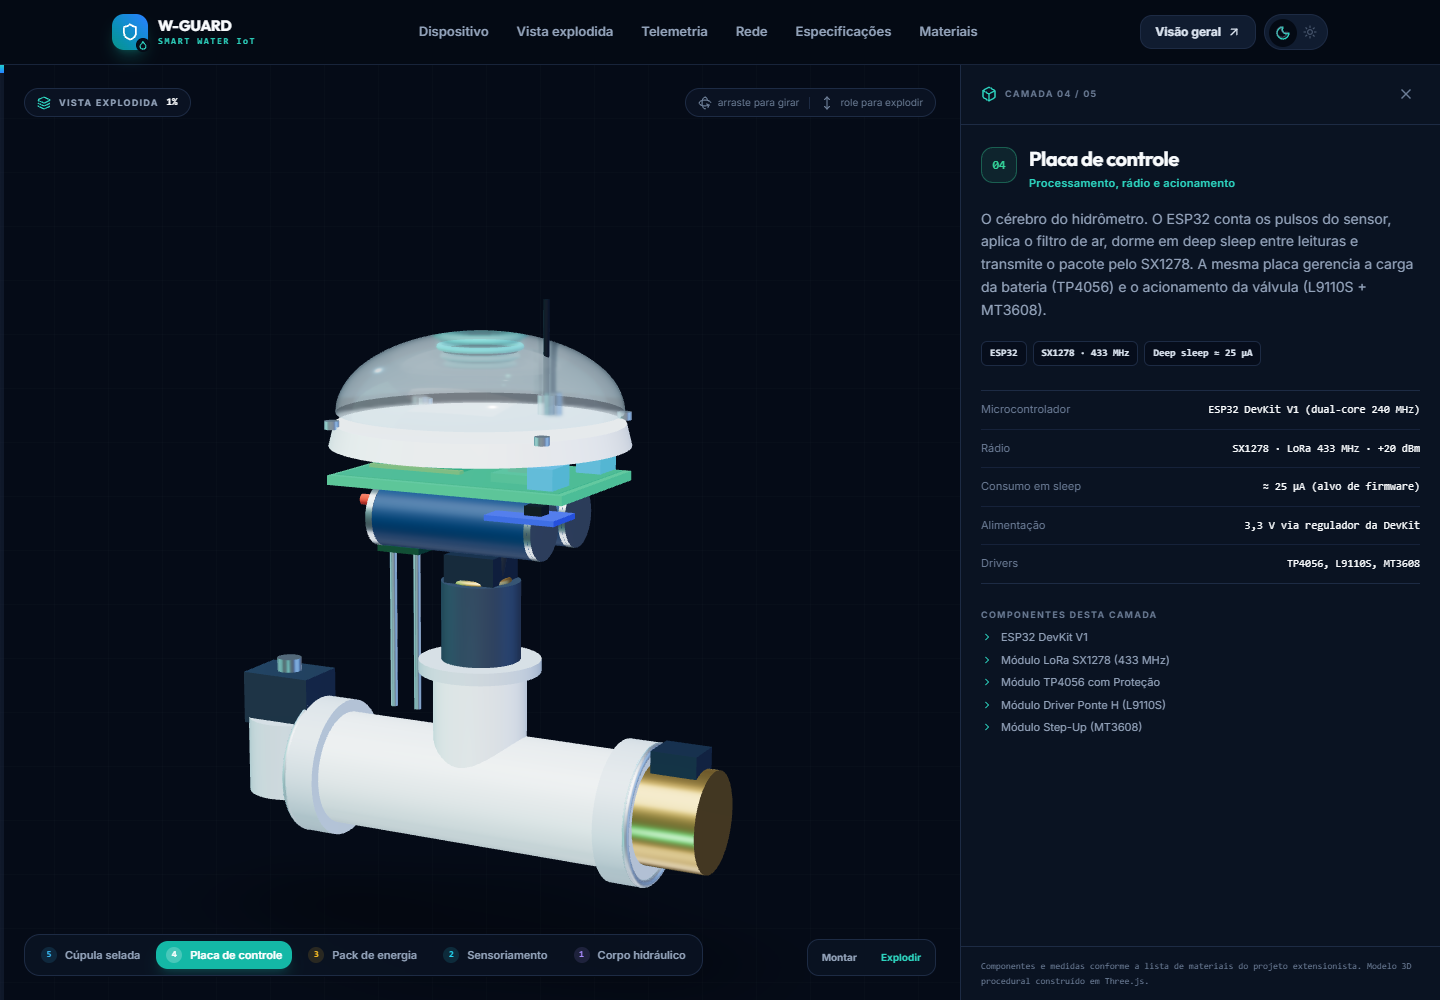 W-GUARD
SMART WATER IoT
Dispositivo
Vista explodida
Telemetria
Rede
Especificações
Materiais
Visão geral
VISTA EXPLODIDA 1%
arraste para girar
role para explodir
CAMADA 04 / 05
04
Placa de controle
Processamento, rádio e acionamento
O cérebro do hidrômetro. O ESP32 conta os pulsos do sensor,
aplica o filtro de ar, dorme em deep sleep entre leituras e
transmite o pacote pelo SX1278. A mesma placa gerencia a carga
da bateria (TP4056) e o acionamento da válvula (L9110S +
MT3608).
ESP32
SX1278 · 433 MHz
Deep sleep ≈ 25 µA
Microcontrolador ESP32 DevKit V1 (dual-core 240 MHz)
Rádio SX1278 · LoRa 433 MHz · +20 dBm
Consumo em sleep ≈ 25 µA (alvo de firmware)
Alimentação 3,3 V via regulador da DevKit
Drivers TP4056, L9110S, MT3608
COMPONENTES DESTA CAMADA
ESP32 DevKit V1
Módulo LoRa SX1278 (433 MHz)
Módulo TP4056 com Proteção
Módulo Driver Ponte H (L9110S)
Módulo Step-Up (MT3608)
5 Cúpula selada
4 Placa de controle
3 Pack de energia
2 Sensoriamento
1 Corpo hidráulico
Montar
Explodir
Componentes e medidas conforme a lista de materiais do projeto extensionista. Modelo 3D
procedural construído em Three.js.